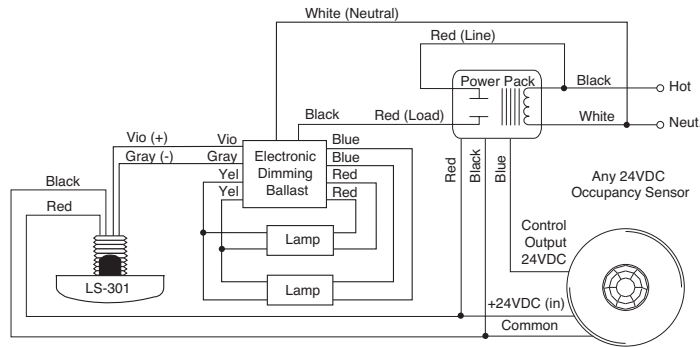 White (Neutral)
Red (Line)
Power Pack
Black
Hot
Black
Red (Load)
White
Neut
Vio (+)
Vio
Blue
Gray (-)
Gray
Electronic
Dimming
Ballast
Blue
Yel
Red
Yel
Red
Red
Black
Blue
Any 24VDC
Occupancy Sensor
Black
Red
Lamp
Control
Output
24VDC
LS-301
Lamp
+24VDC (in)
Common